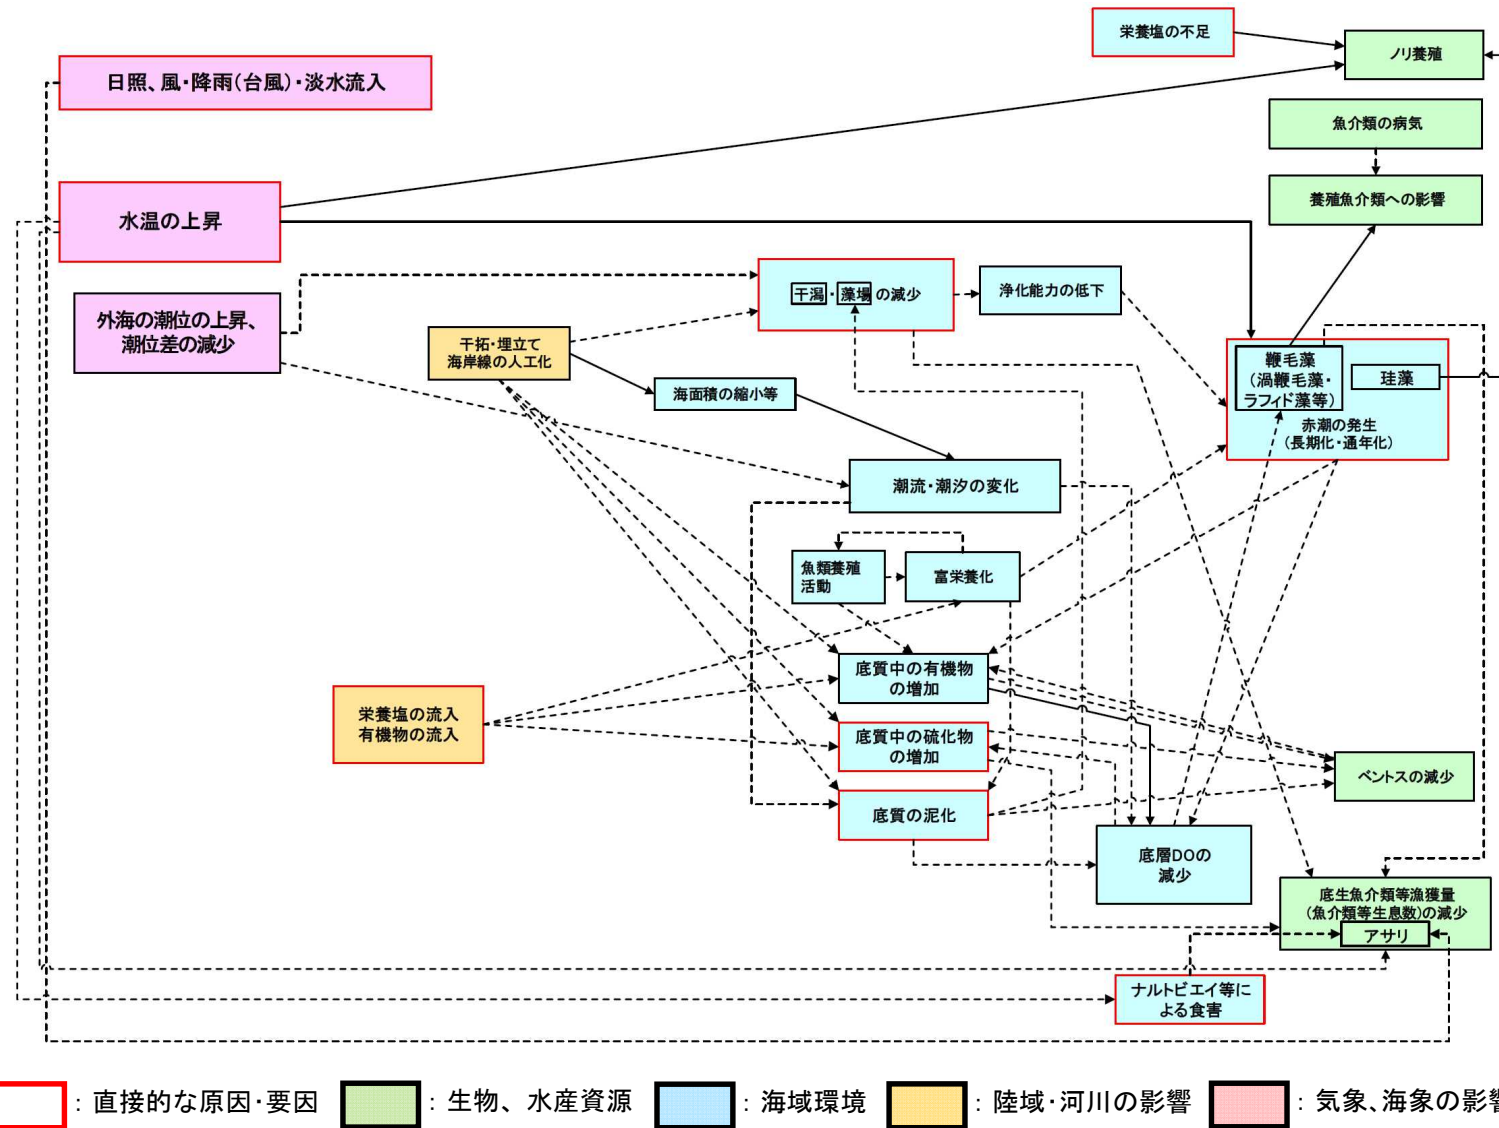 栄養塩の不足
ノリ養殖
日照、風・降雨(台風)・淡水流入
魚介類の病気
水温の上昇
養殖魚介類への影響
干潟・藻場の減少
浄化能力の低下
外海の潮位の上昇、
潮位差の減少
干拓・埋立て
海岸線の人工化
鞭毛藻
(渦鞭毛藻・
ラフィド藻等)
珪藻
赤潮の発生
(長期化・通年化)
海面積の縮小等
潮流・潮汐の変化
魚類養殖
活動
富栄養化
底質中の有機物
の増加
栄養塩の流入
有機物の流入
底質中の硫化物
の増加
ベントスの減少
底質の泥化
底層DOの
減少
底生魚介類等漁獲量
(魚介類等生息数)の減少
アサリ
ナルトビエイ等に
よる食害
：直接的な原因・要因
：生物、水産資源
：海域環境
：陸域・河川の影響
：気象、海象の影響